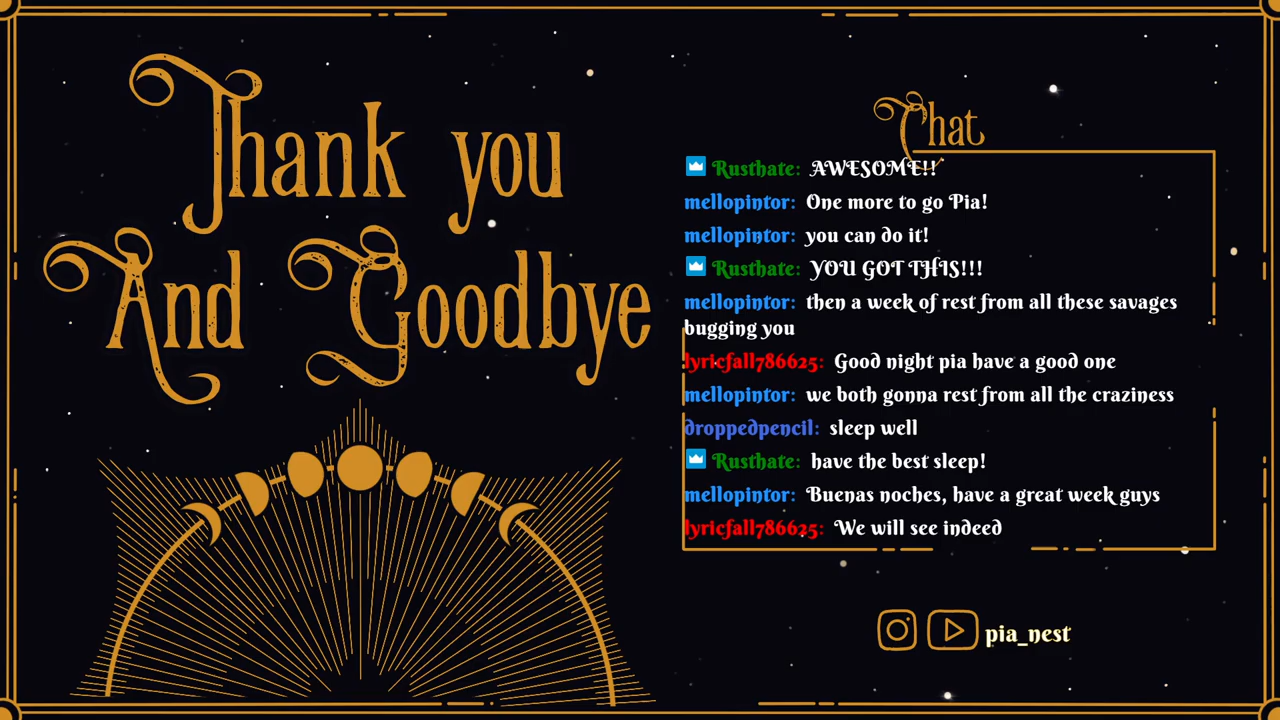 Thank you
And Goodbye
Chat
Rusthate: AWESOME!!
mellopintor: One more to go Pia!
mellopintor: you can do it!
Rusthate: YOU GOT THIS!!!
mellopintor: then a week of rest from all these savages
bugging you
lyricfall786625: Good night pia have a good one
mellopintor: we both gonna rest from all the craziness
droppedpencil: sleep well
Rusthate: have the best sleep!
mellopintor: Buenas noches, have a great week guys
lyricfall786625: We will see indeed
pia_nest